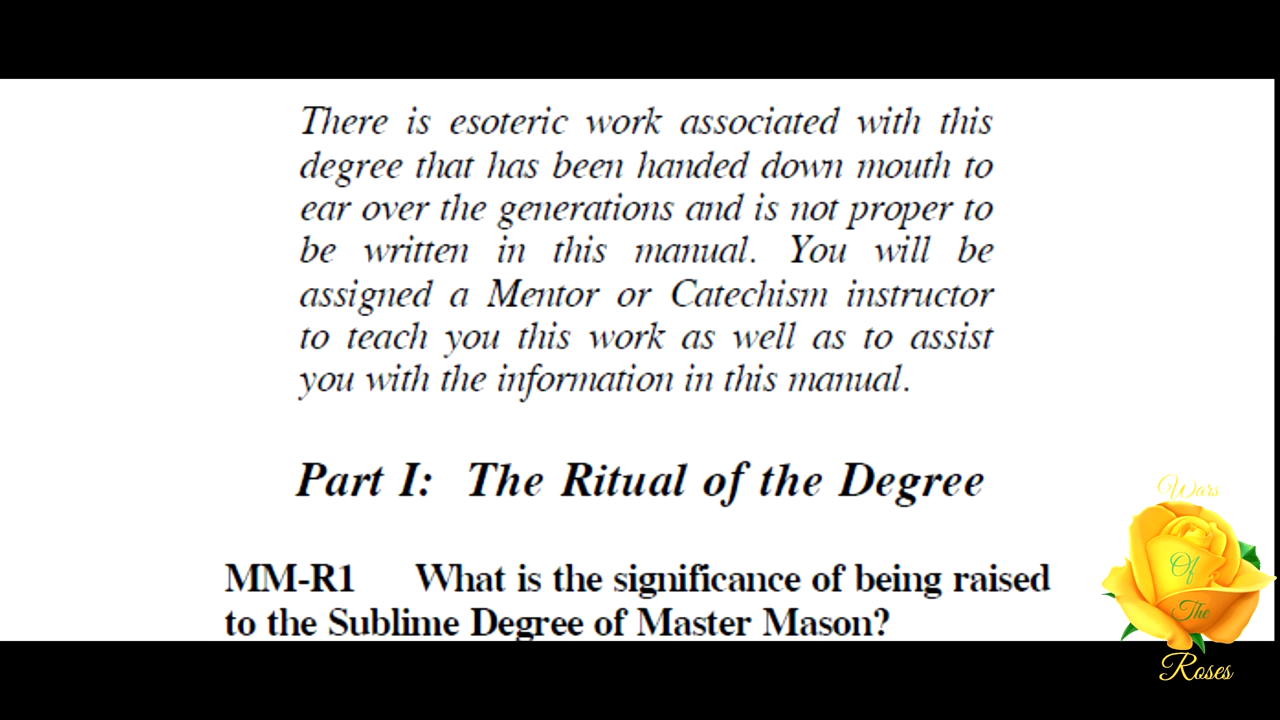 There is esoteric work associated with this
degree that has been handed down mouth to
ear over the generations and is not proper to
be written in this manual. You will be
assigned a Mentor or Catechism instructor
to teach you this work as well as to assist
you with the information in this manual.
Part I: The Ritual of the Degree
MM-R1 What is the significance of being raised
to the Sublime Degree of Master Mason?
Wars
Of
The
Roses